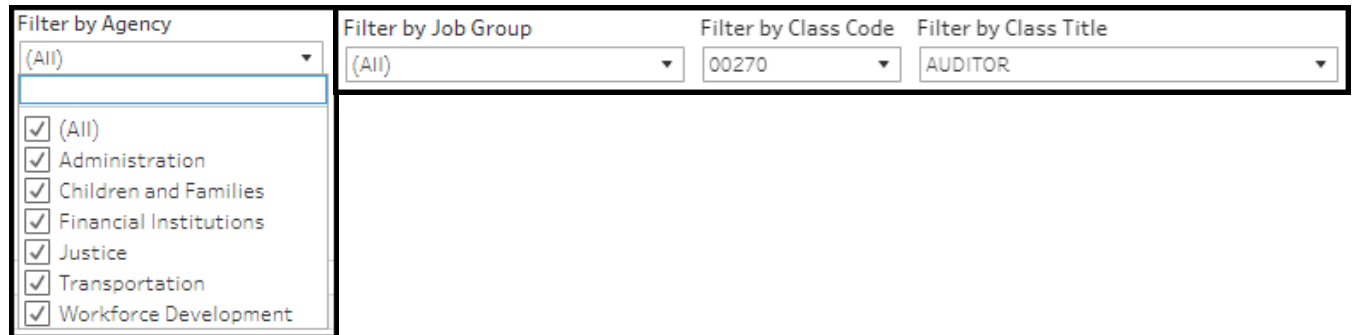 Filter by Agency
(All)
(All)
Administration
Children and Families
Financial Institutions
Justice
Transportation
Workforce Development
Filter by Job Group
(All)
Filter by Class Code
00270
Filter by Class Title
AUDITOR